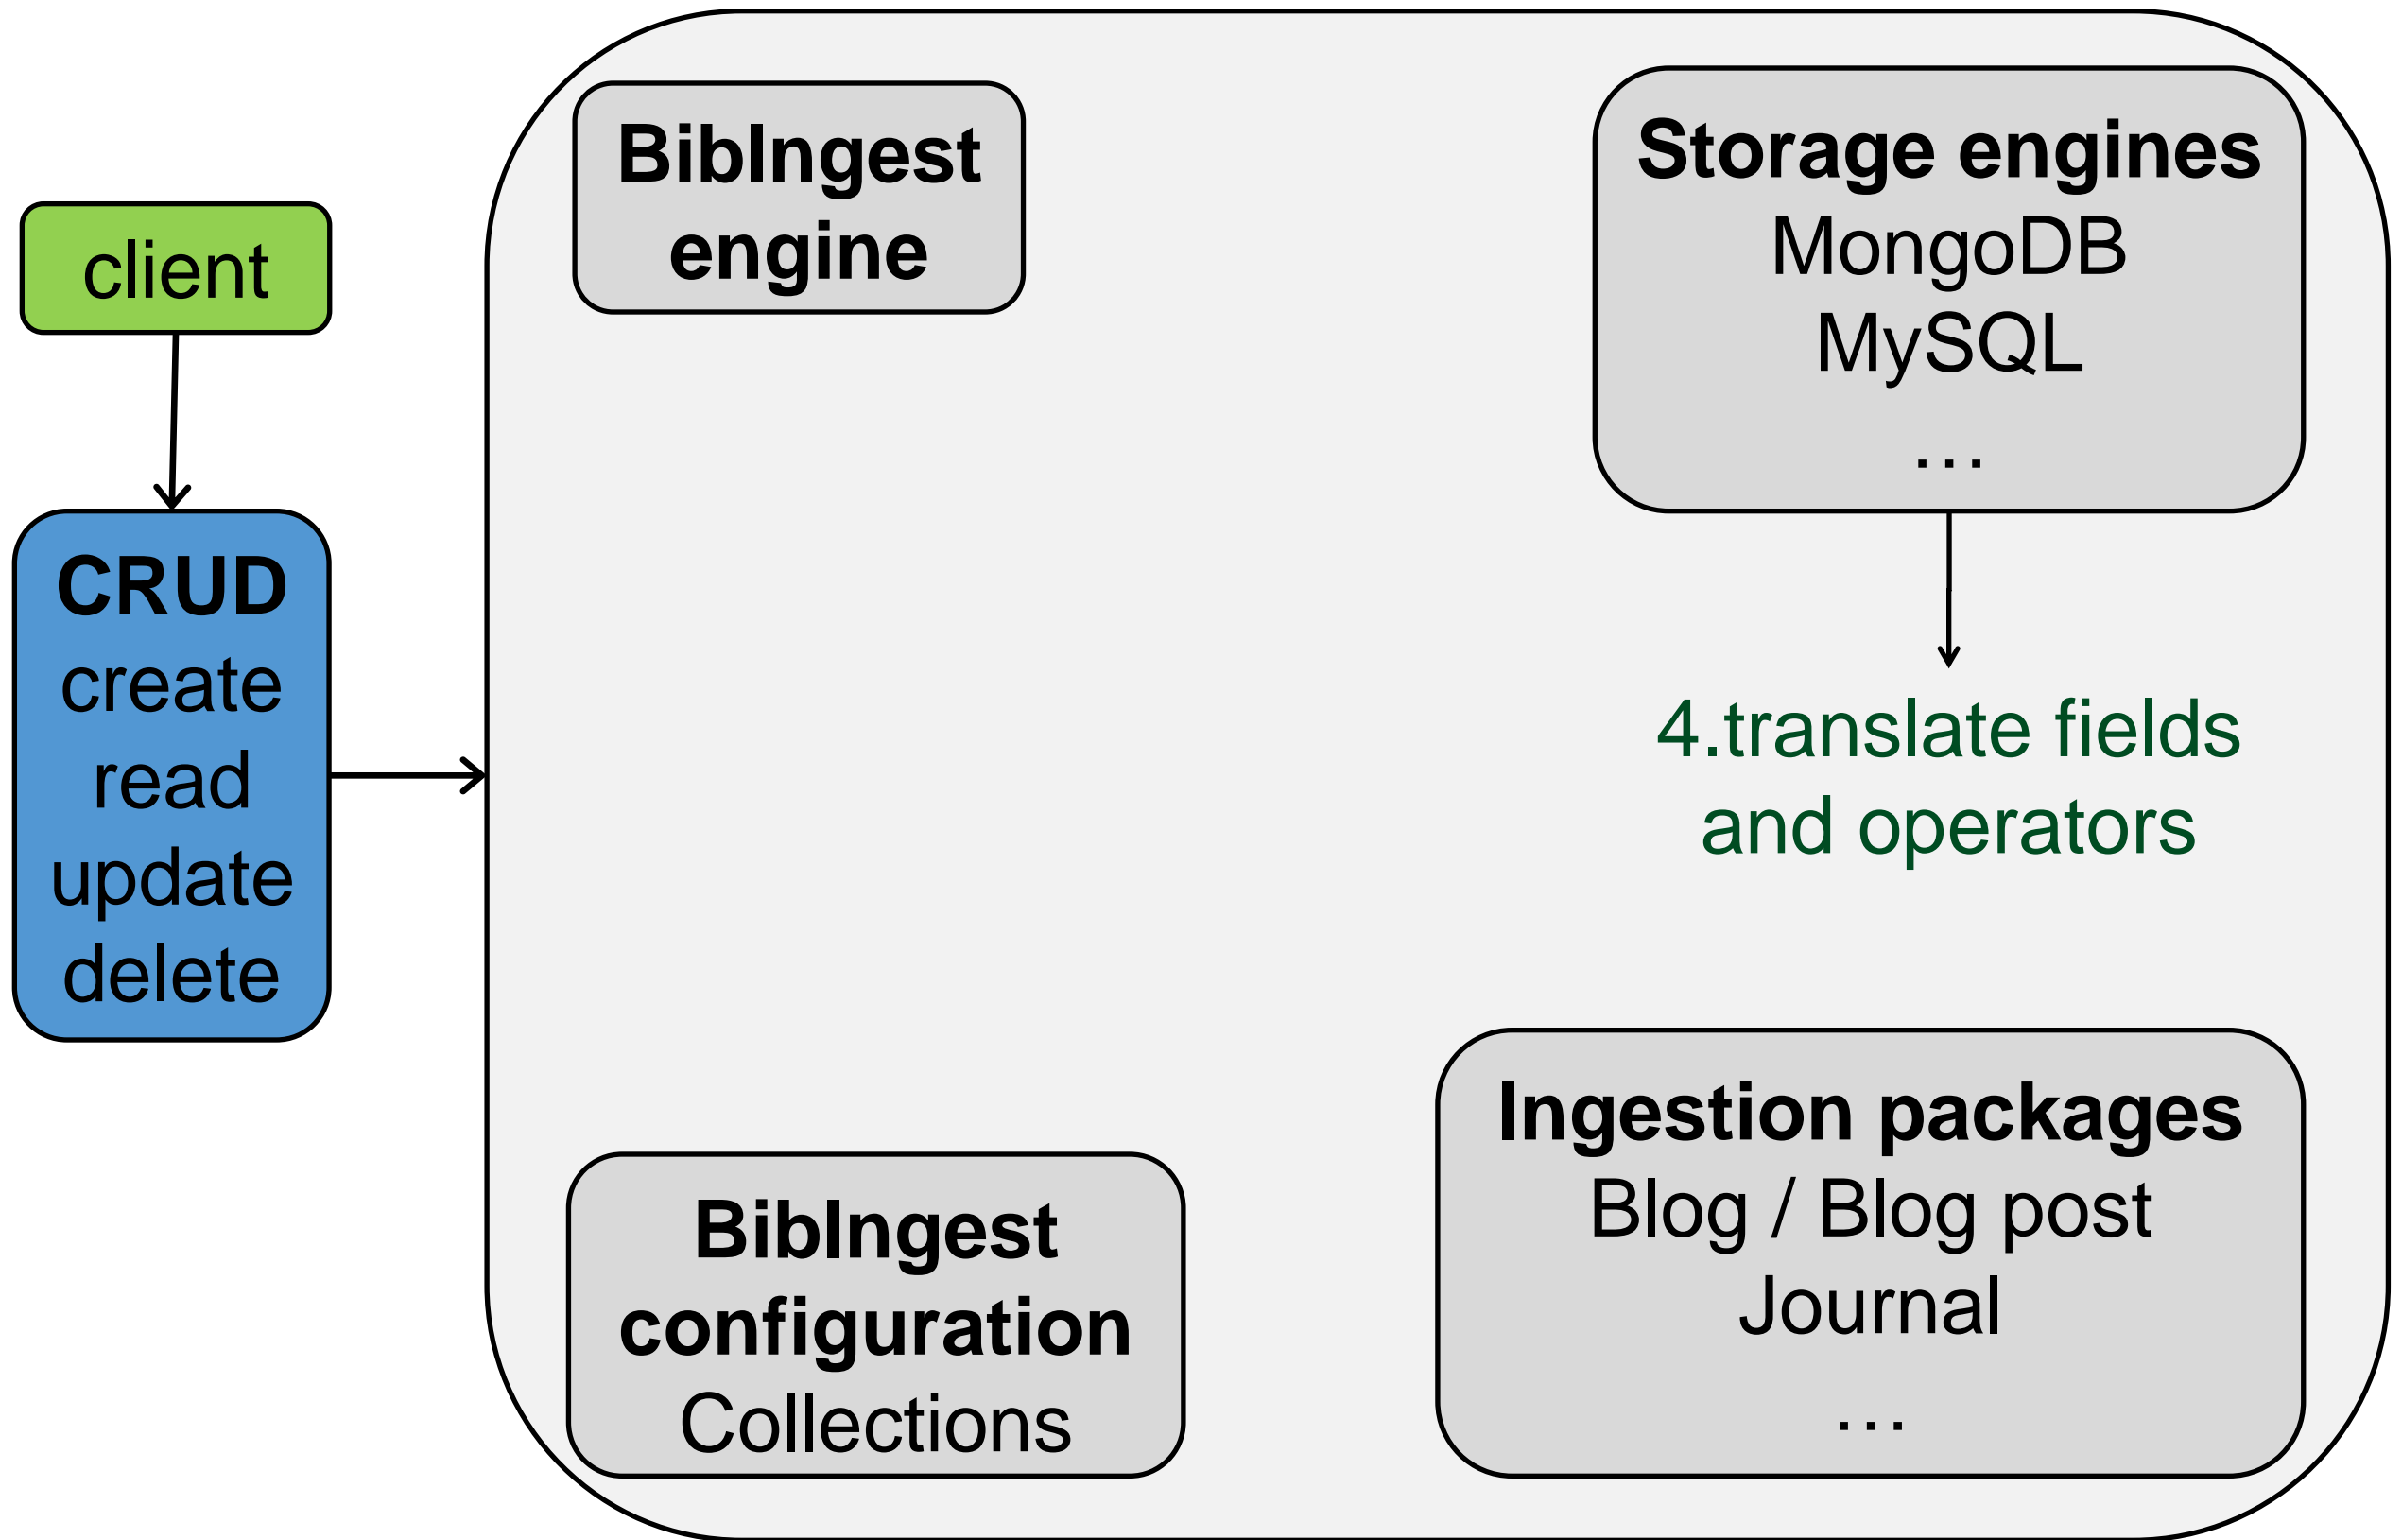 client
CRUD
create
read
update
delete
BibIngest
engine
Storage engines
MongoDB
MySQL
...
4.translate fields
and operators
BibIngest
configuration
Collections
Ingestion packages
Blog / Blog post
Journal
...